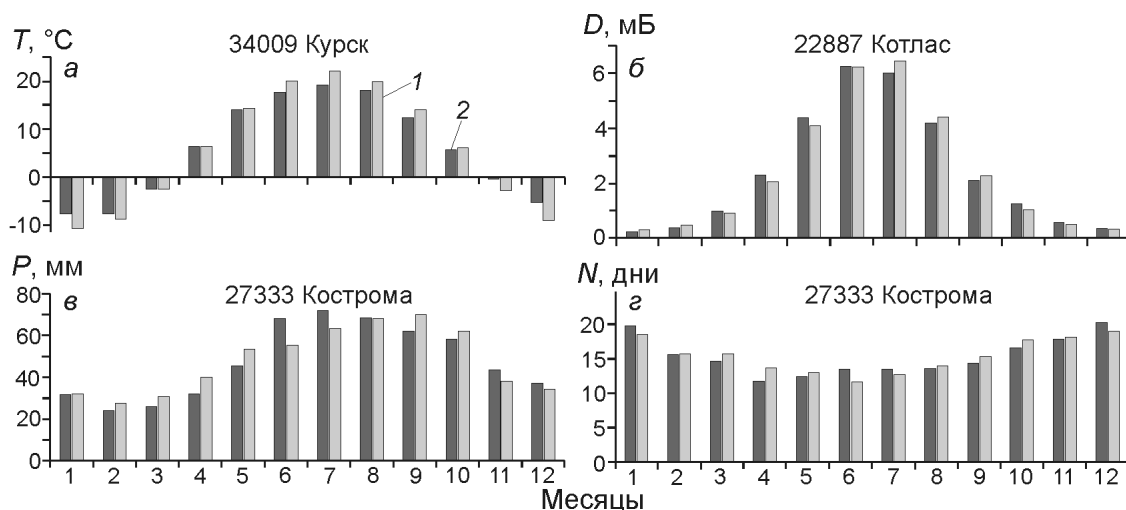 T, °C
34009 Курск
а
20
10
0
-10
1
2
D, мБ
22887 Котлас
б
6
4
2
0
P, мм
27333 Кострома
в
80
60
40
20
0
1 2 3 4 5 6 7 8 9 10 11 12
N, дни
27333 Кострома
г
20
15
10
5
0
1 2 3 4 5 6 7 8 9 10 11 12
Месяцы